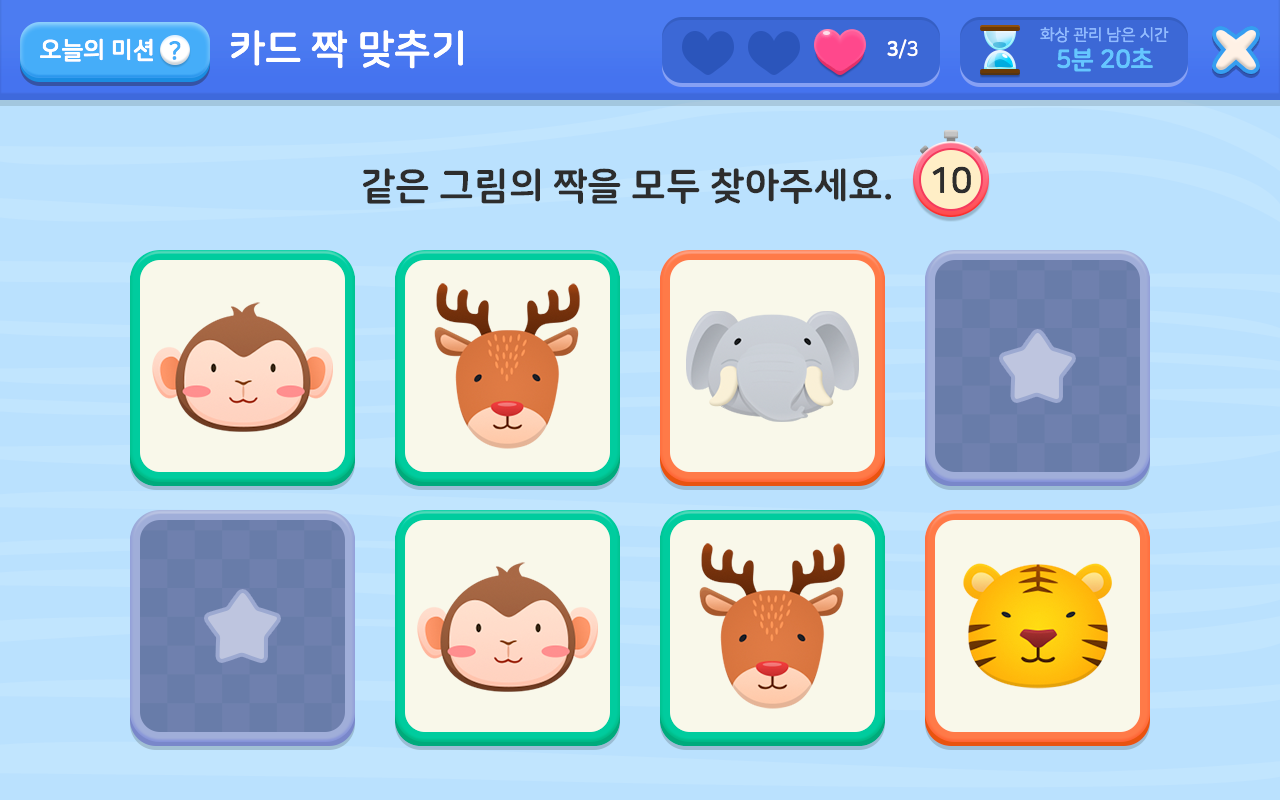 오늘의 미션 ?
카드 짝 맞추기
3/3
화상 관리 남은 시간
5분 20초
같은 그림의 짝을 모두 찾아주세요.
10